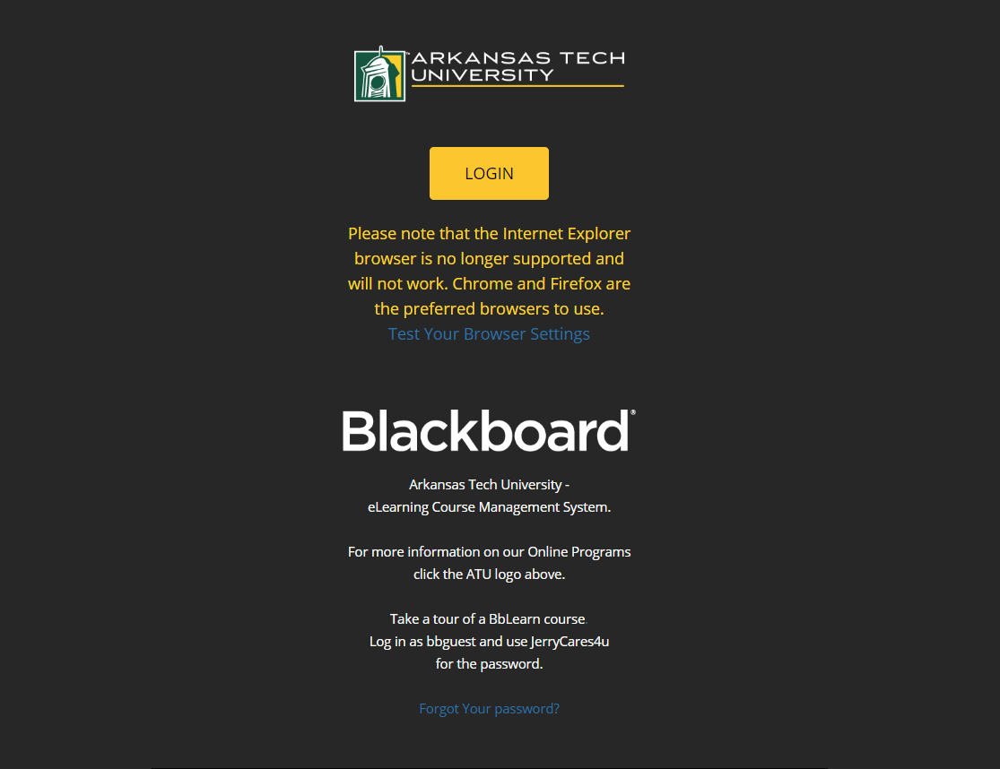 ARKANSAS TECH
UNIVERSITY
LOGIN
Please note that the Internet Explorer
browser is no longer supported and
will not work. Chrome and Firefox are
the preferred browsers to use.
Test Your Browser Settings
Blackboard®
Arkansas Tech University -
eLearning Course Management System.
For more information on our Online Programs
click the ATU logo above.
Take a tour of a BbLearn course.
Log in as bbguest and use JerryCares4u
for the password.
Forgot Your password?